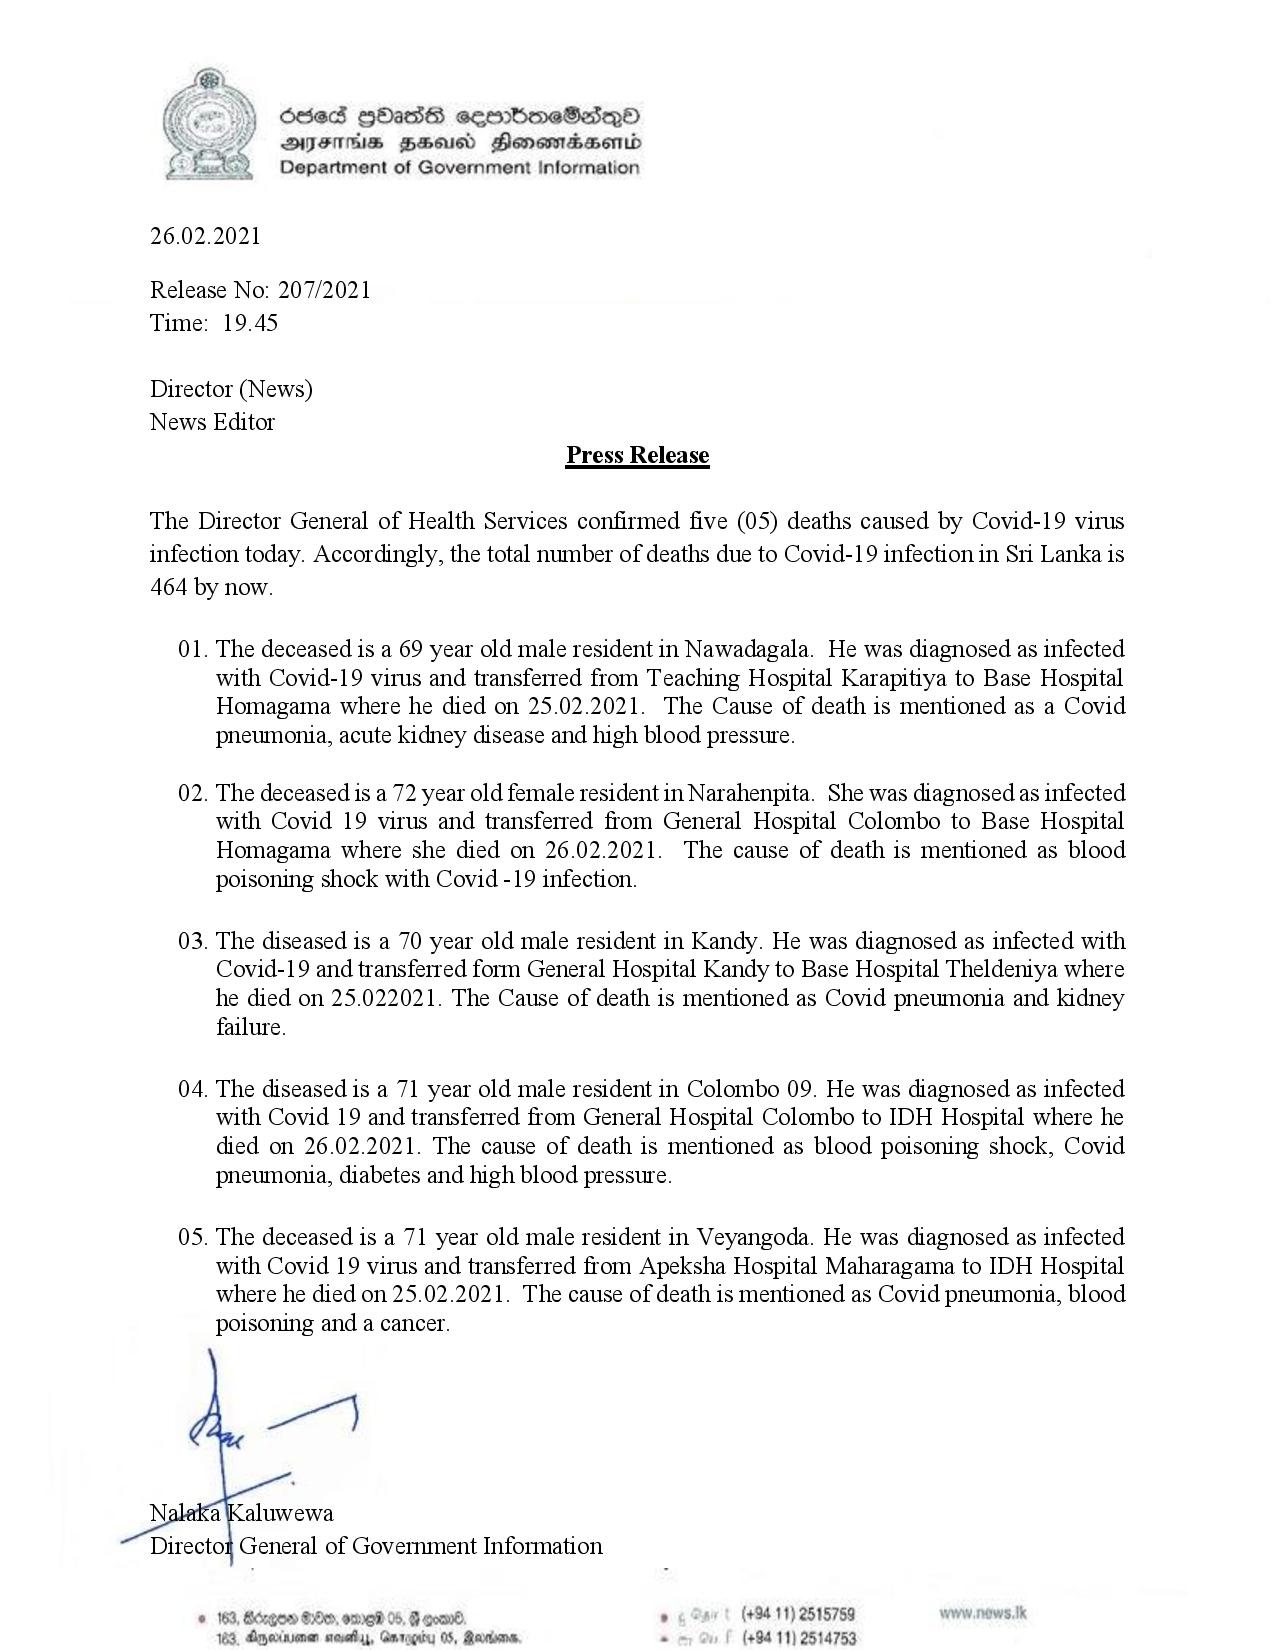 රජයේ ප්‍රවෘත්ති දෙපාර්තමේන්තුව
அரசாங்க தகவல் திணைக்களம்
Department of Government Information
26.02.2021
Release No: 207/2021
Time:  19.45
Director (News)
News Editor
Press Release
The Director General of Health Services confirmed five (05) deaths caused by Covid-19 virus
infection today. Accordingly, the total number of deaths due to Covid-19 infection in Sri Lanka is
464 by now.
01. The deceased is a 69 year old male resident in Nawadagala.  He was diagnosed as infected
with Covid-19 virus and transferred from Teaching Hospital Karapitiya to Base Hospital
Homagama where he died on 25.02.2021.  The Cause of death is mentioned as a Covid
pneumonia, acute kidney disease and high blood pressure.
02. The deceased is a 72 year old female resident in Narahenpita.  She was diagnosed as infected
with Covid 19 virus and transferred from General Hospital Colombo to Base Hospital
Homagama where she died on 26.02.2021.  The cause of death is mentioned as blood
poisoning shock with Covid -19 infection.
03. The diseased is a 70 year old male resident in Kandy. He was diagnosed as infected with
Covid-19 and transferred form General Hospital Kandy to Base Hospital Theldeniya where
he died on 25.022021. The Cause of death is mentioned as Covid pneumonia and kidney
failure.
04. The diseased is a 71 year old male resident in Colombo 09. He was diagnosed as infected
with Covid 19 and transferred from General Hospital Colombo to IDH Hospital where he
died on 26.02.2021. The cause of death is mentioned as blood poisoning shock, Covid
pneumonia, diabetes and high blood pressure.
05. The deceased is a 71 year old male resident in Veyangoda. He was diagnosed as infected
with Covid 19 virus and transferred from Apeksha Hospital Maharagama to IDH Hospital
where he died on 25.02.2021.  The cause of death is mentioned as Covid pneumonia, blood
poisoning and a cancer.
Nalaka Kaluwewa
Director General of Government Information
163, කිරුළපන මාවත, කොළඹ 05, ශ්‍රී ලංකාව.
(+94 11) 2515759
www.news.lk
163, கிருலப்பனை எவனியூ, கொழும்பு 05, இலங்கை.
(+94 11) 2514753